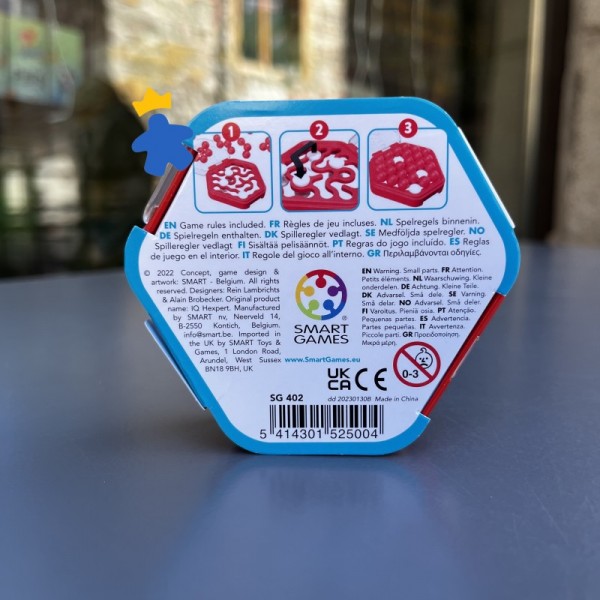 1 2 3
EN Game rules included. FR Règles de jeu incluses. NL Spelregels binnenin.
DE Spielregeln enthalten. DK Spilleregler vedlagt. SE Medföljda spelregler. NO
Spilleregler vedlagt FI Sisältää pelisäännöt. PT Regras do jogo incluído. ES Reglas
de juego en el interior. IT Regole del gioco all'interno. GR Περιλαμβάνονται οδηγίες.
© 2022 Concept, game design &
artwork: SMART - Belgium. All rights
reserved. Designers: Rein Lambrichts
& Alain Brobecker. Original product
name: IQ Hexpert. Manufactured
by SMART nv, Neerveld 14,
B-2550 Kontich, Belgium.
info@smart.be. Imported in
the UK by SMART Toys &
Games, 1 London Road,
Arundel, West Sussex
BN18 9BH, UK
SMART
GAMES
www.SmartGames.eu
EN Warning. Small parts. FR Attention.
Petits éléments. NL Waarschuwing. Kleine
onderdelen. DE Achtung. Kleine Teile.
DK Advarsel. Små dele. SE Varning.
Små delar. NO Advarsel. Små deler.
FI Varoitus. Pieniä osia. PT Atenção.
Pequenas partes. ES Advertencia.
Partes pequeñas. IT Avvertenza.
Piccole parti. GR Προειδοποίηση.
Μικρά μέρη.
0-3
UK
CA CE
SG 402 dd 20230130B Made in China
5 414301 525004